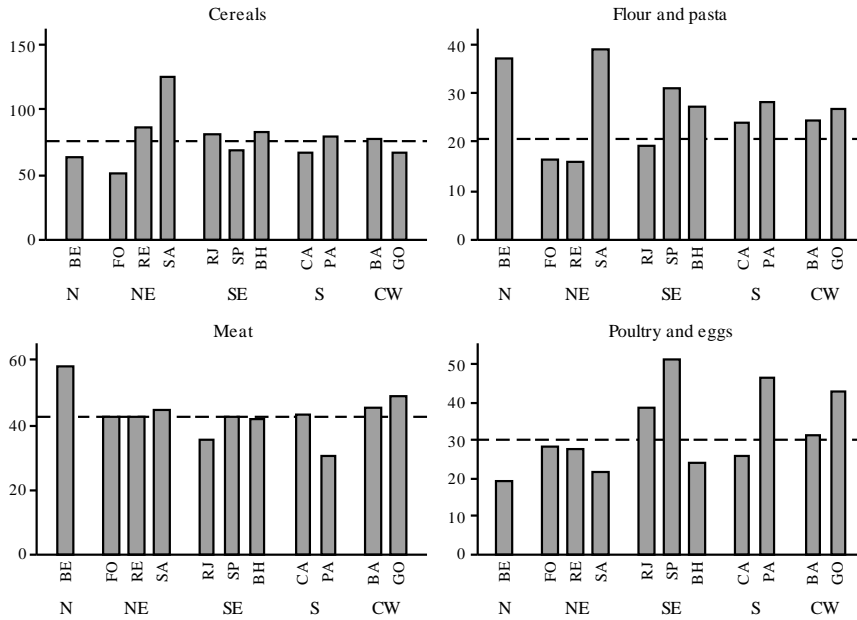 Cereals
150
100
50
0
BE FO RE SA RJ SP BH CA PA BA GO
N NE SE S CW
Flour and pasta
40
30
20
10
0
BE FO RE SA RJ SP BH CA PA BA GO
N NE SE S CW
Meat
60
40
20
0
BE FO RE SA RJ SP BH CA PA BA GO
N NE SE S CW
Poultry and eggs
50
40
30
20
10
0
BE FO RE SA RJ SP BH CA PA BA GO
N NE SE S CW